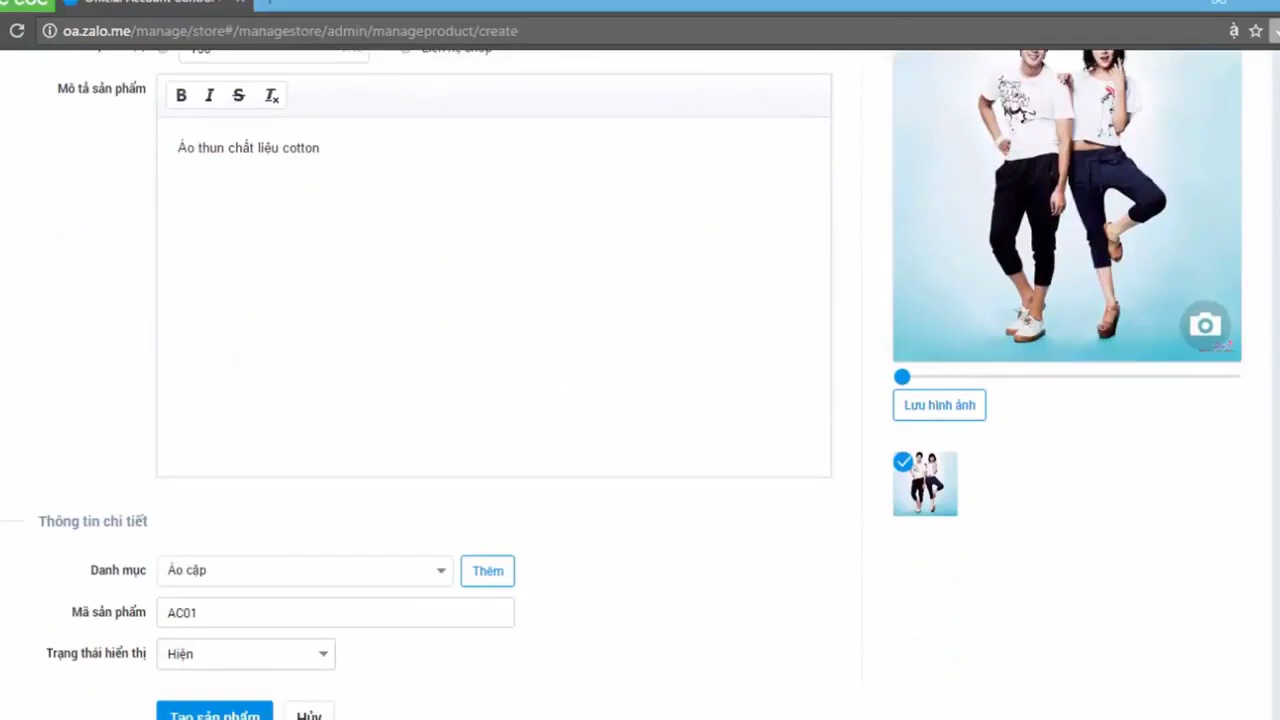 oa.zalo.me/manage/store#/managestore/admin/manageproduct/create
Mô tả sản phẩm
B I S Tx
Áo thun chất liệu cotton
Lưu hình ảnh
Thông tin chi tiết
Danh mục
Áo cặp
Thêm
Mã sản phẩm
AC01
Trạng thái hiển thị
Hiện
Tạo sản phẩm
Hủy